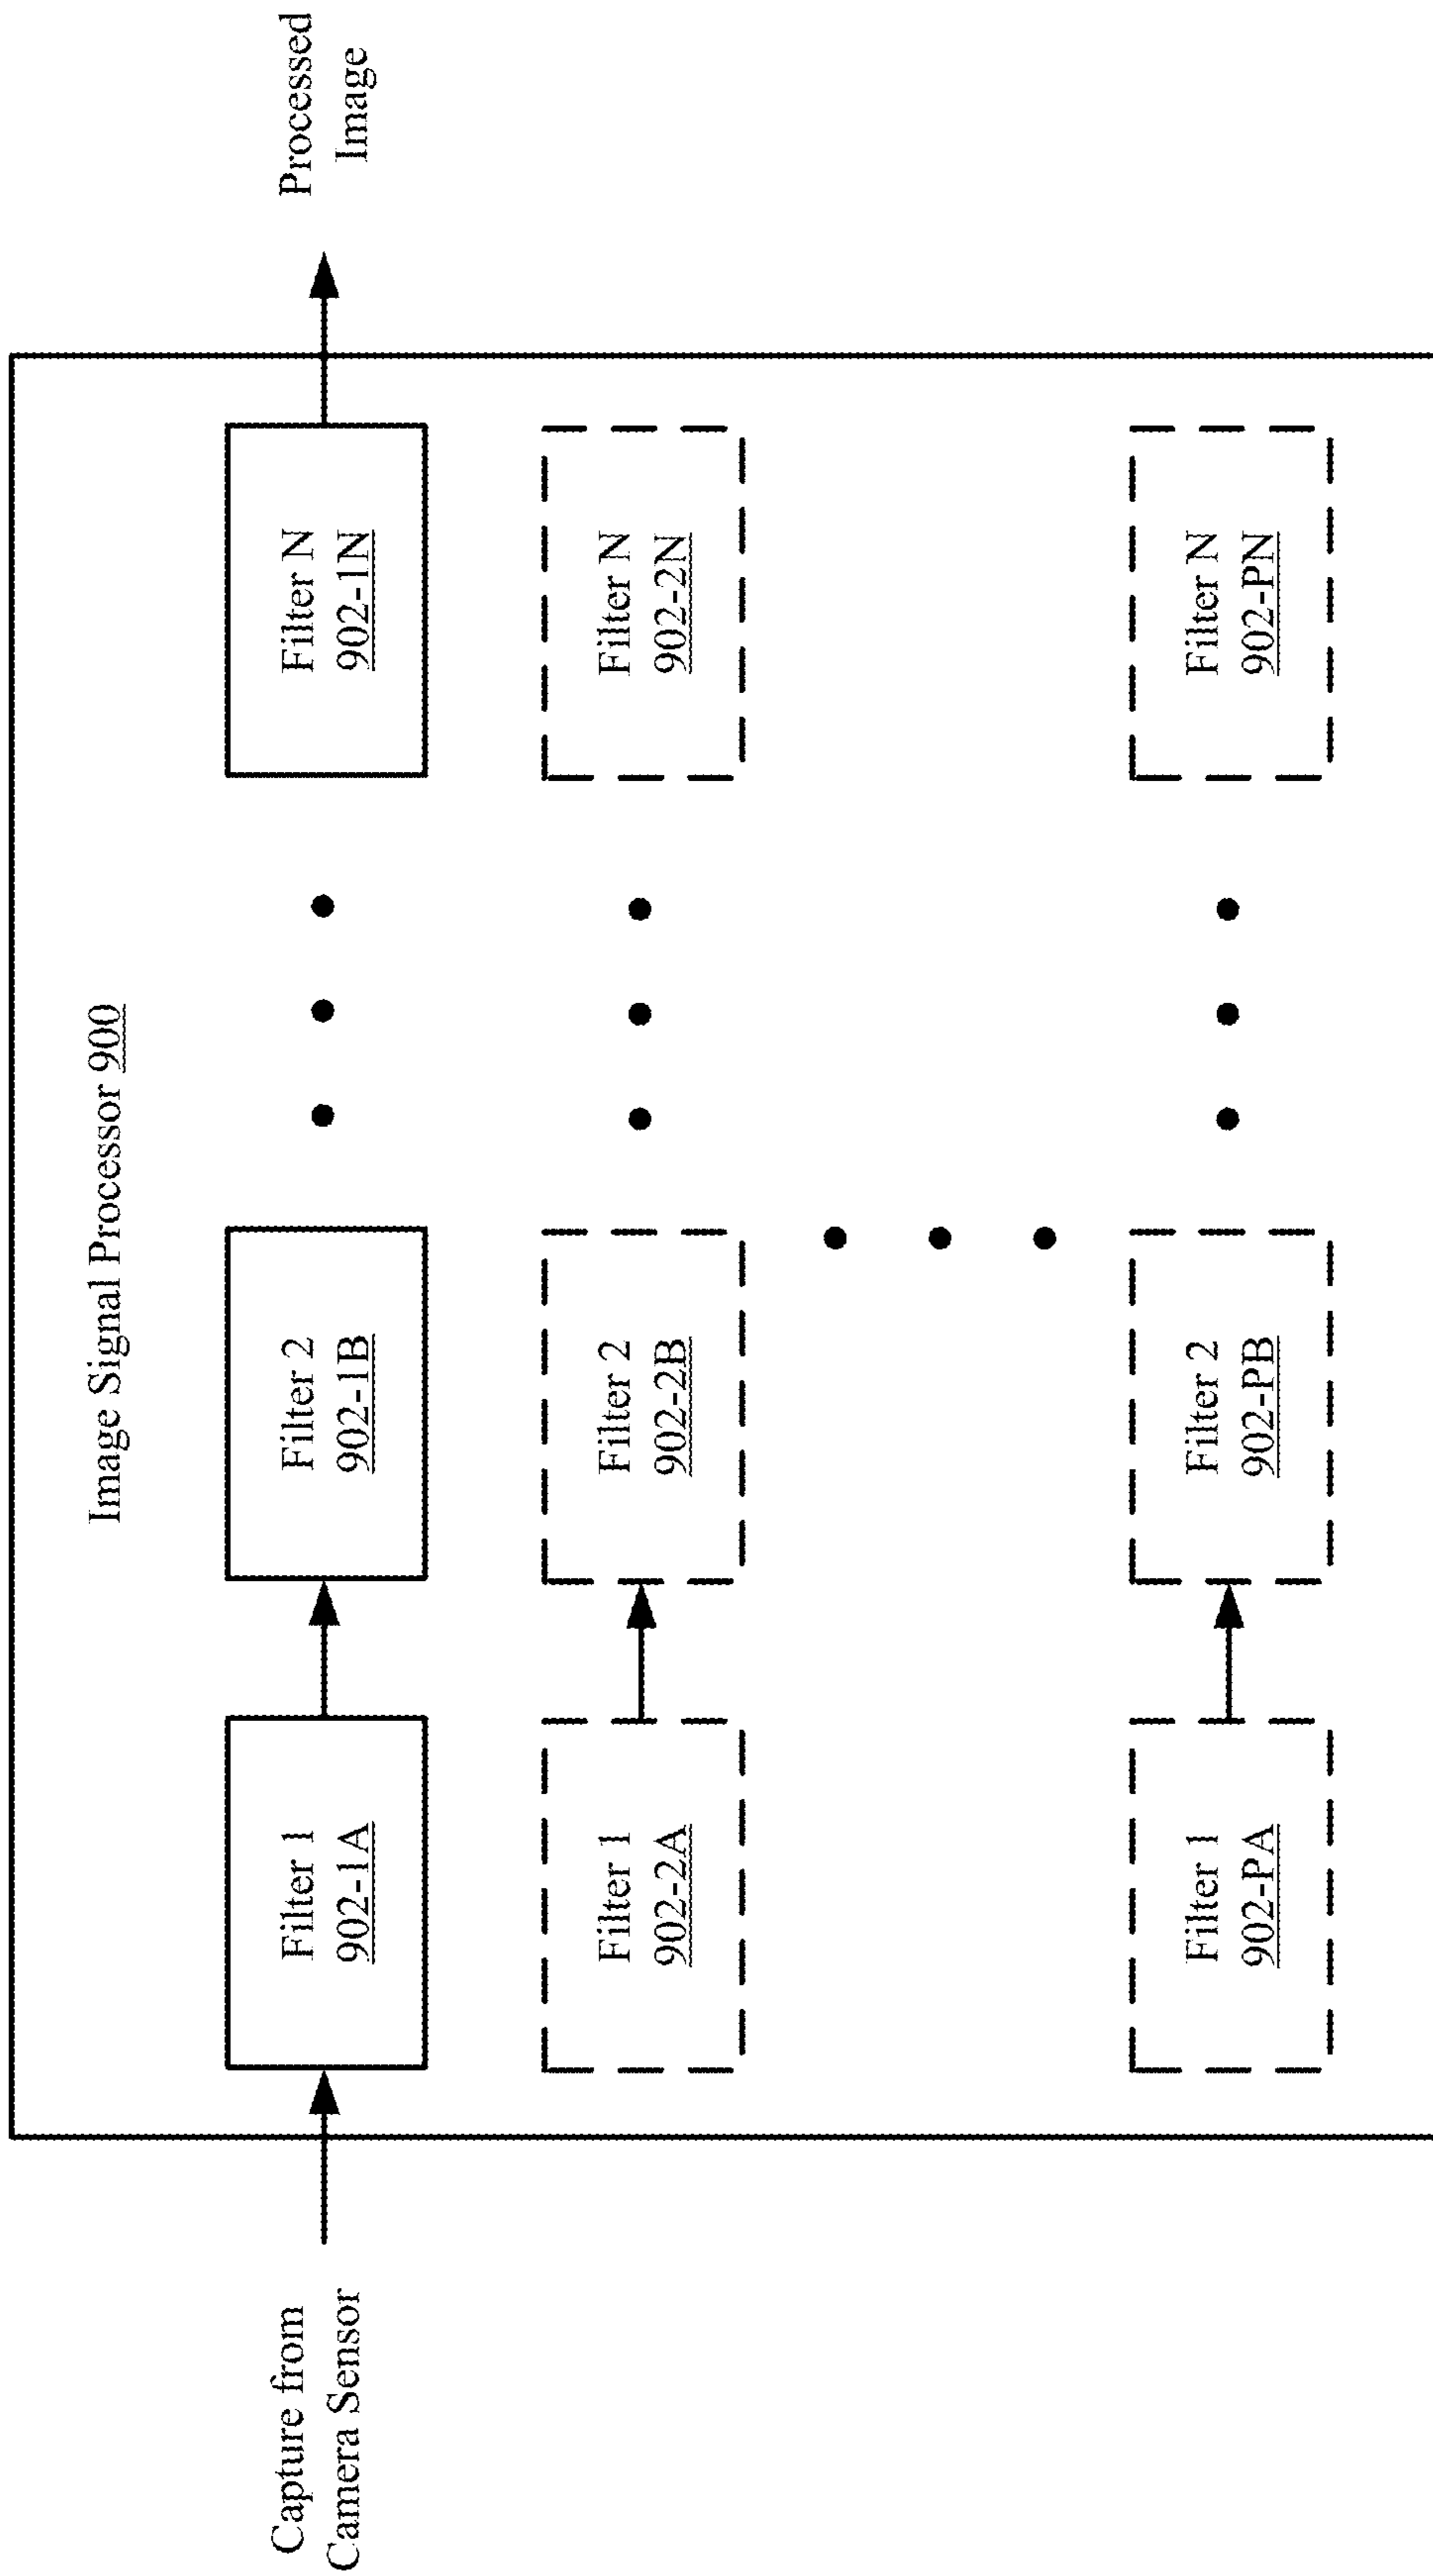 Image Signal Processor 900
Capture from
Camera Sensor
Filter 1
902-1A
Filter 2
902-1B
Filter N
902-1N
Processed
Image
Filter 1
902-2A
Filter 2
902-2B
Filter N
902-2N
Filter 1
902-PA
Filter 2
902-PB
Filter N
902-PN